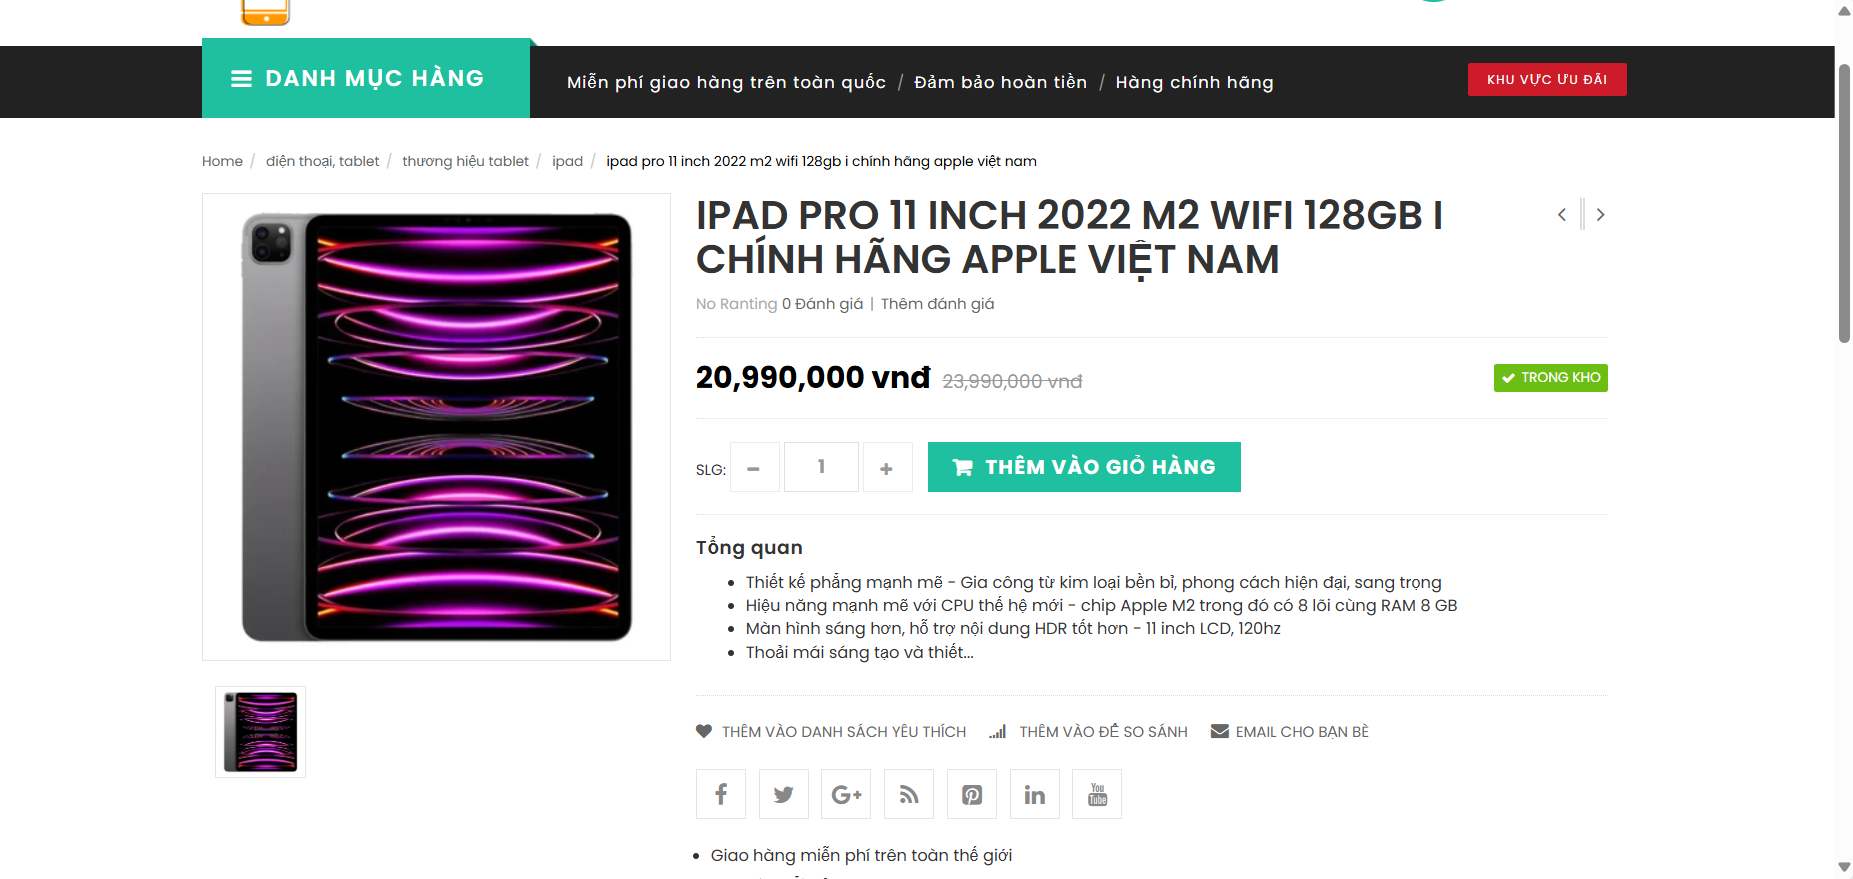 DANH MỤC HÀNG
Miễn phí giao hàng trên toàn quốc / Đảm bảo hoàn tiền / Hàng chính hãng
KHU VỰC ƯU ĐÃI
Home / điện thoại, tablet / thương hiệu tablet / ipad / ipad pro 11 inch 2022 m2 wifi 128gb i chính hãng apple việt nam
IPAD PRO 11 INCH 2022 M2 WIFI 128GB I
CHÍNH HÃNG APPLE VIỆT NAM
No Ranting 0 Đánh giá | Thêm đánh giá
20,990,000 vnđ 23,990,000 vnđ
TRONG KHO
SLG: − 1 + THÊM VÀO GIỎ HÀNG
Tổng quan
• Thiết kế phẳng mạnh mẽ - Gia công từ kim loại bền bỉ, phong cách hiện đại, sang trọng
• Hiệu năng mạnh mẽ với CPU thế hệ mới - chip Apple M2 trong đó có 8 lõi cùng RAM 8 GB
• Màn hình sáng hơn, hỗ trợ nội dung HDR tốt hơn - 11 inch LCD, 120hz
• Thoải mái sáng tạo và thiết...
THÊM VÀO DANH SÁCH YÊU THÍCH THÊM VÀO ĐỂ SO SÁNH EMAIL CHO BẠN BÈ
You Tube
• Giao hàng miễn phí trên toàn thế giới